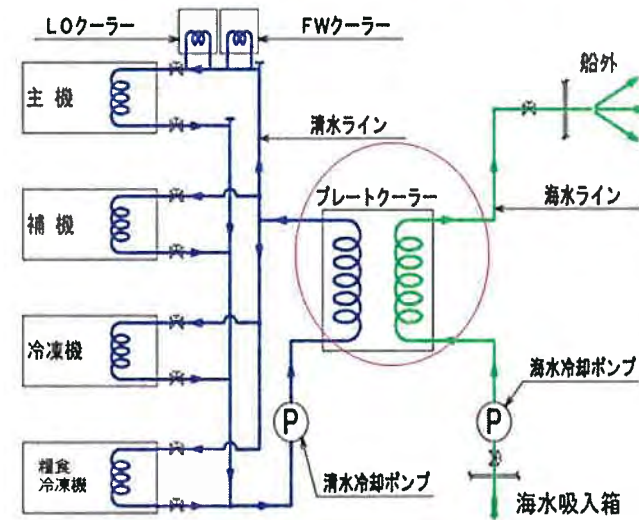 LOクーラー
FWクーラー
船外
主機
清水ライン
プレートクーラー
海水ライン
補機
冷凍機
海水冷却ポンプ
P
P
糧食
冷凍機
清水冷却ポンプ
海水吸入箱